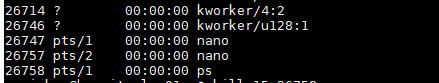 26714 ?        00:00:00 kworker/4:2
26746 ?        00:00:00 kworker/u128:1
26747 pts/1    00:00:00 nano
26757 pts/2    00:00:00 nano
26758 pts/1    00:00:00 ps